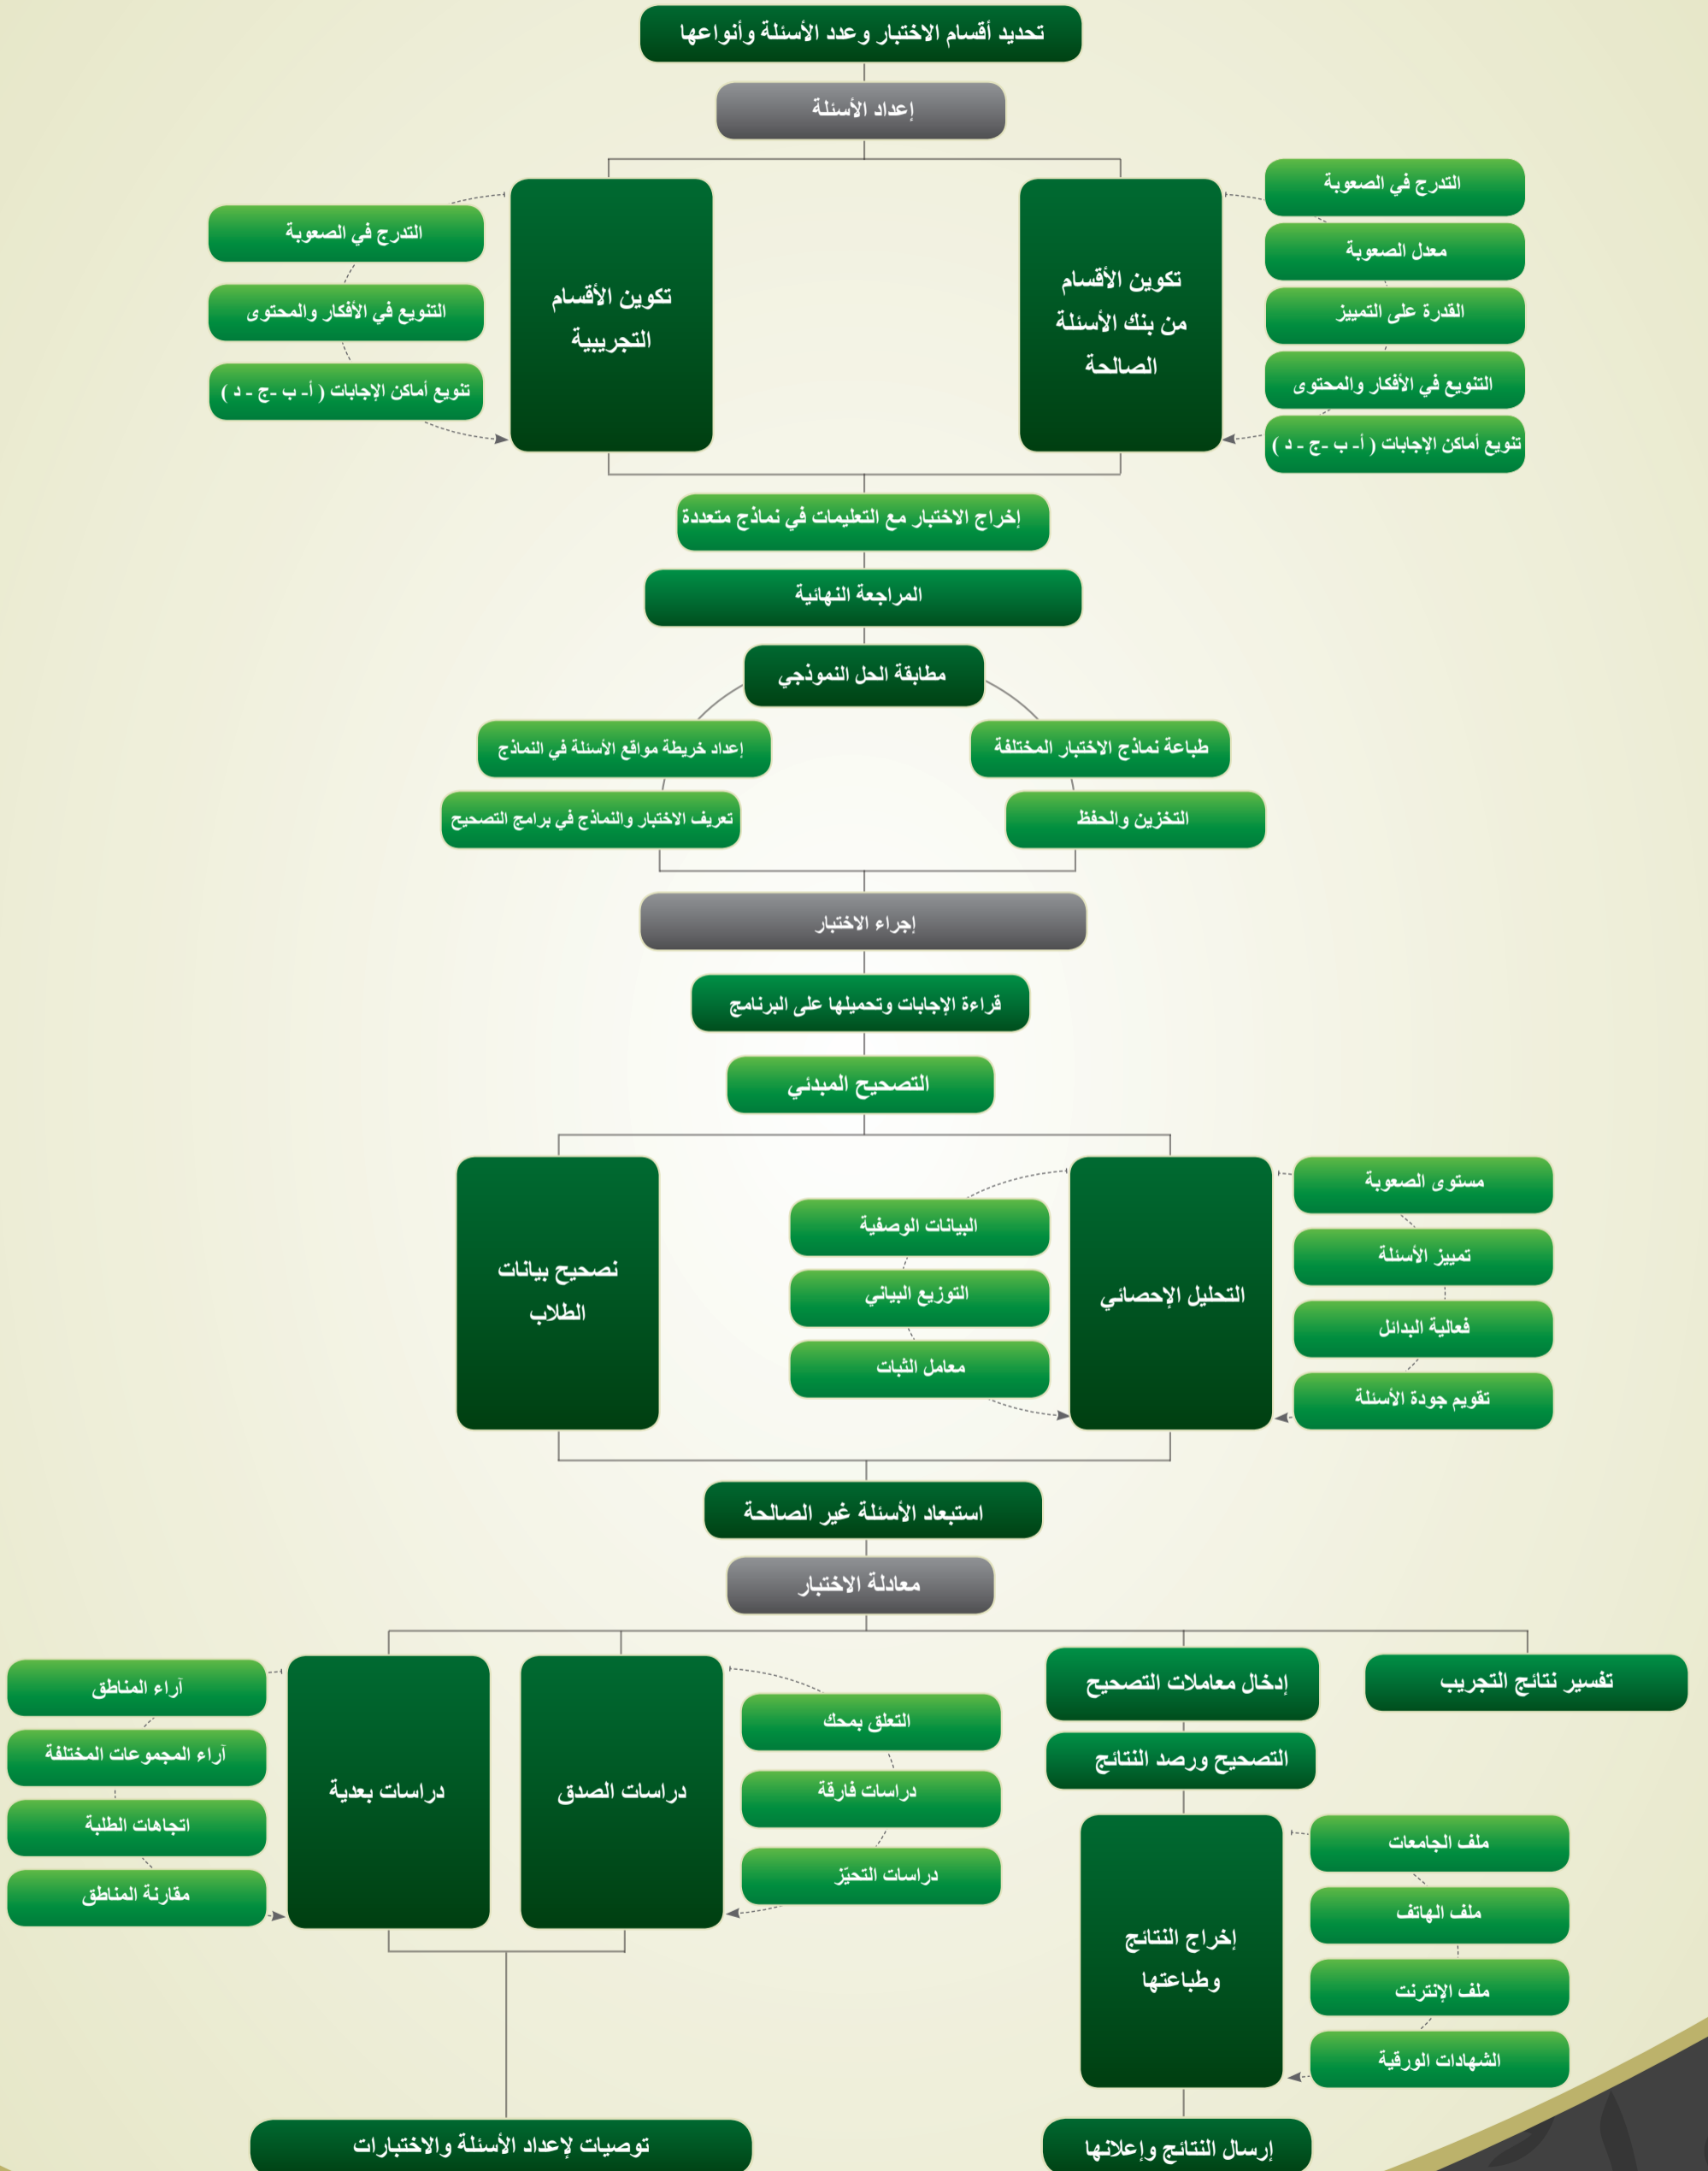 تحديد أقسام الاختبار وعدد الأسئلة وأنواعها
إعداد الأسئلة
تكوين الأقسام
من بنك الأسئلة
الصالحة
التدرج في الصعوبة
معدل الصعوبة
القدرة على التمييز
التنويع في الأفكار والمحتوى
تنويع أماكن الإجابات ( أ- ب -ج - د )
تكوين الأقسام
التجريبية
التدرج في الصعوبة
التنويع في الأفكار والمحتوى
تنويع أماكن الإجابات ( أ- ب -ج - د )
إخراج الاختبار مع التعليمات في نماذج متعددة
المراجعة النهائية
مطابقة الحل النموذجي
طباعة نماذج الاختبار المختلفة
التخزين والحفظ
إعداد خريطة مواقع الأسئلة في النماذج
تعريف الاختبار والنماذج في برامج التصحيح
إجراء الاختبار
قراءة الإجابات وتحميلها على البرنامج
التصحيح المبدئي
مستوى الصعوبة
تمييز الأسئلة
فعالية البدائل
تقويم جودة الأسئلة
التحليل الإحصائي
البيانات الوصفية
التوزيع البياني
معامل الثبات
نصحيح بيانات
الطلاب
استبعاد الأسئلة غير الصالحة
معادلة الاختبار
تفسير نتائج التجريب
إدخال معاملات التصحيح
التصحيح ورصد النتائج
إخراج النتائج
وطباعتها
ملف الجامعات
ملف الهاتف
ملف الإنترنت
الشهادات الورقية
إرسال النتائج وإعلانها
دراسات الصدق
التعلق بمحك
دراسات فارقة
دراسات التحيّز
دراسات بعدية
آراء المناطق
آراء المجموعات المختلفة
اتجاهات الطلبة
مقارنة المناطق
توصيات لإعداد الأسئلة والاختبارات